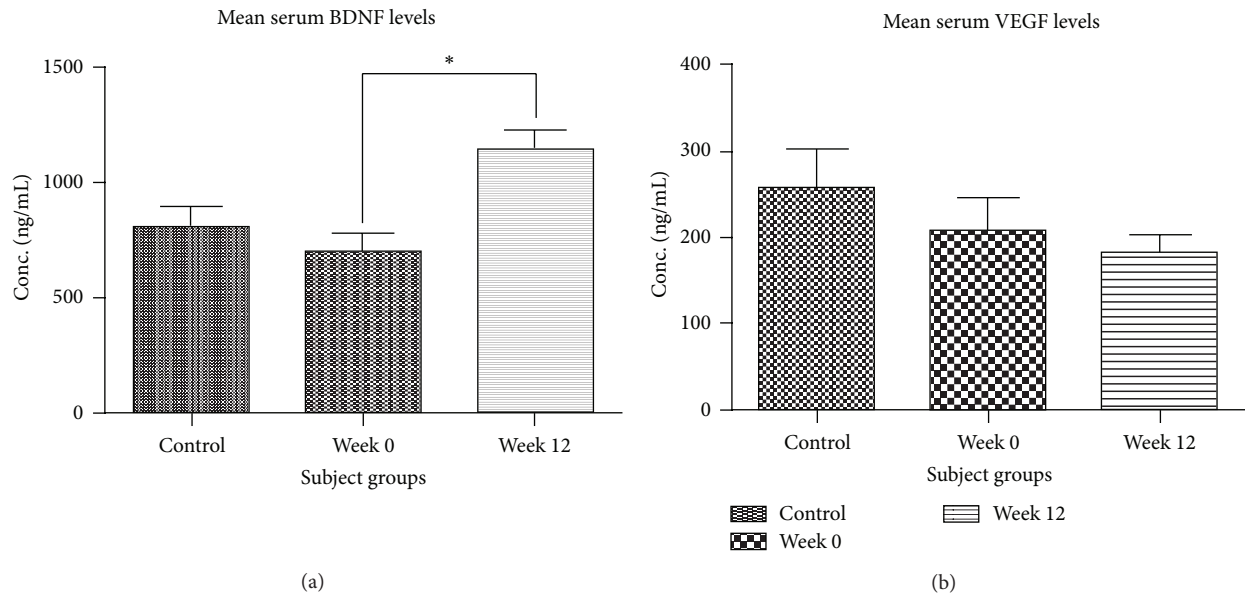 Mean serum BDNF levels
1500
1000
500
0
Conc. (ng/mL)
*
Control
Week 0
Week 12
Subject groups
(a)
Mean serum VEGF levels
400
300
200
100
0
Conc. (ng/mL)
Control
Week 0
Week 12
Subject groups
Control
Week 0
Week 12
(b)